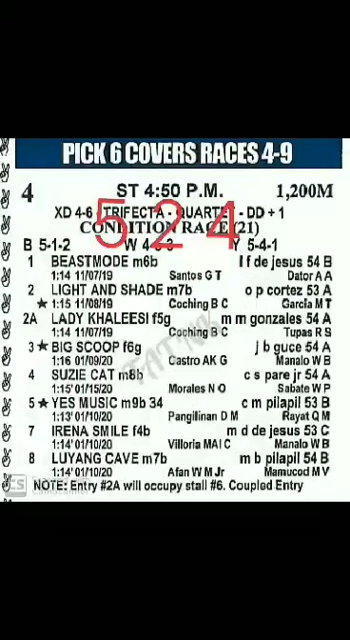 PICK 6 COVERS RACES 4-9
4 ST 4:50 P.M. 1,200M
XD 4-6 - TRIFECTA - QUARTET - DD + 1
5 2 4
CONDITION RACE (21)
B 5-1-2 W 4-8-3 Y 5-4-1
1 BEASTMODE m6b l f de jesus 54 B
1:14 11/07/19 Santos G T Dator A A
2 LIGHT AND SHADE m7b o p cortez 53 A
★ 1:15 11/08/19 Coching B C Garcia M T
2A LADY KHALEESI f5g m m gonzales 54 A
1:14 11/07/19 Coching B C Tupas R S
3 ★ BIG SCOOP f6g j b guce 54 A
1:16 01/09/20 Castro AK G Manalo W B
4 SUZIE CAT m8b c s pare jr 54 A
1:15' 01/15/20 Morales N O Sabate W P
5 ★ YES MUSIC m9b 34 c m pilapil 53 B
1:13' 01/10/20 Pangilinan D M Rayat Q M
7 IRENA SMILE f4b m d de jesus 53 C
1:14' 01/10/20 Villoria MAI C Manalo W B
8 LUYANG CAVE m7b m b pilapil 54 B
1:14' 01/10/20 Afan W M Jr Mamucod M V
NOTE: Entry #2A will occupy stall #6. Coupled Entry
CS